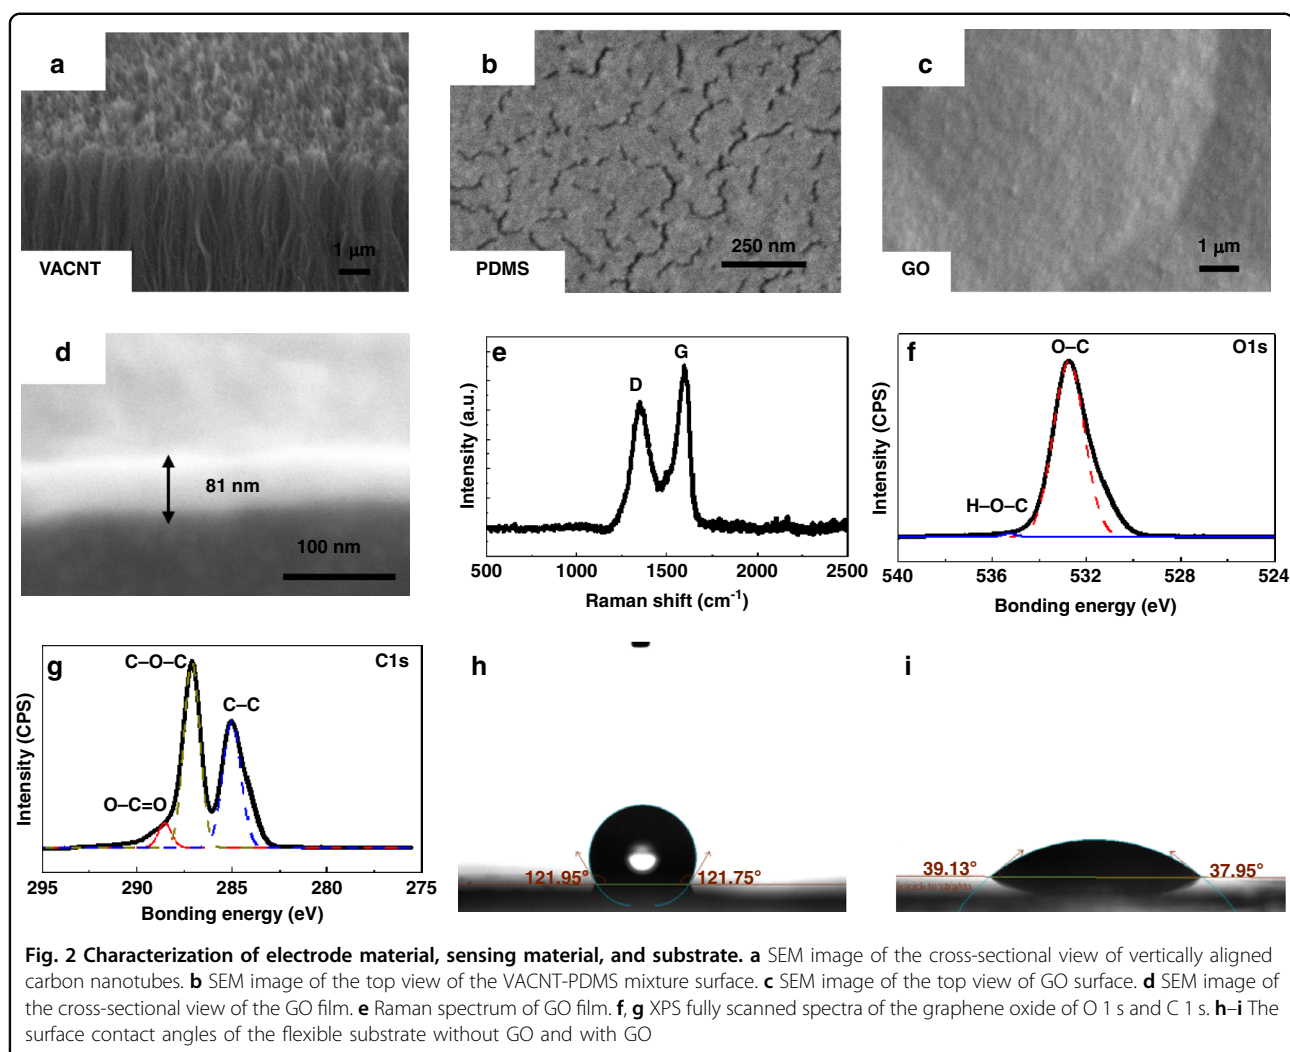 a
VACNT
1 μm
b
PDMS
250 nm
c
GO
1 μm
d
81 nm
100 nm
e
D
G
Intensity (a.u.)
500 1000 1500 2000 2500
Raman shift (cm⁻¹)
f
O–C
O1s
H–O–C
Intensity (CPS)
540 536 532 528 524
Bonding energy (eV)
g
C–O–C
C1s
C–C
O–C=O
Intensity (CPS)
295 290 285 280 275
Bonding energy (eV)
h
121.95° 121.75°
i
39.13° 37.95°
Fig. 2 Characterization of electrode material, sensing material, and substrate. a SEM image of the cross-sectional view of vertically aligned
carbon nanotubes. b SEM image of the top view of the VACNT-PDMS mixture surface. c SEM image of the top view of GO surface. d SEM image of
the cross-sectional view of the GO film. e Raman spectrum of GO film. f, g XPS fully scanned spectra of the graphene oxide of O 1 s and C 1 s. h–i The
surface contact angles of the flexible substrate without GO and with GO